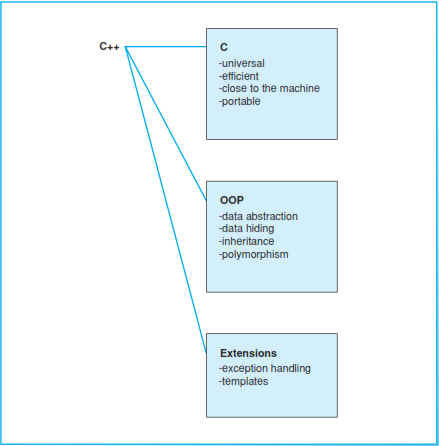 C++
C
-universal
-efficient
-close to the machine
-portable
OOP
-data abstraction
-data hiding
-inheritance
-polymorphism
Extensions
-exception handling
-templates